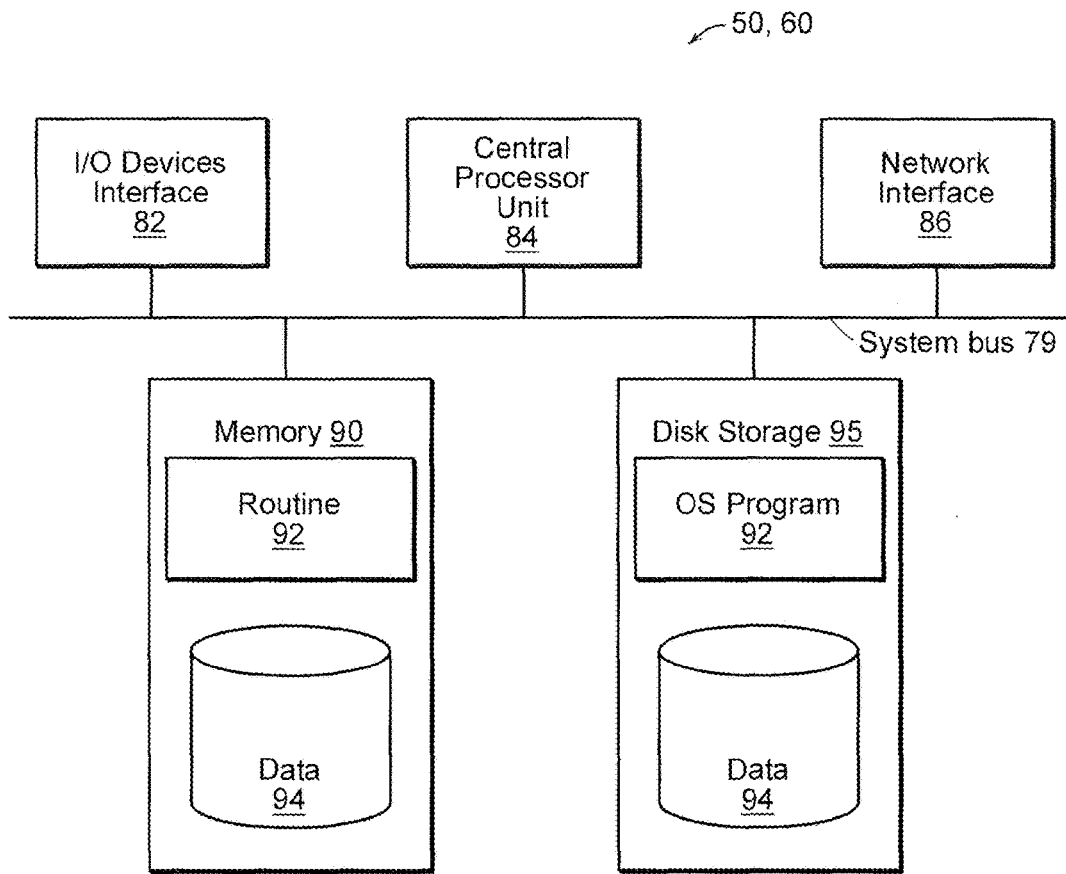 50, 60
I/O Devices
Interface
82
Central
Processor
Unit
84
Network
Interface
86
System bus 79
Memory 90
Routine
92
Data
94
Disk Storage 95
OS Program
92
Data
94